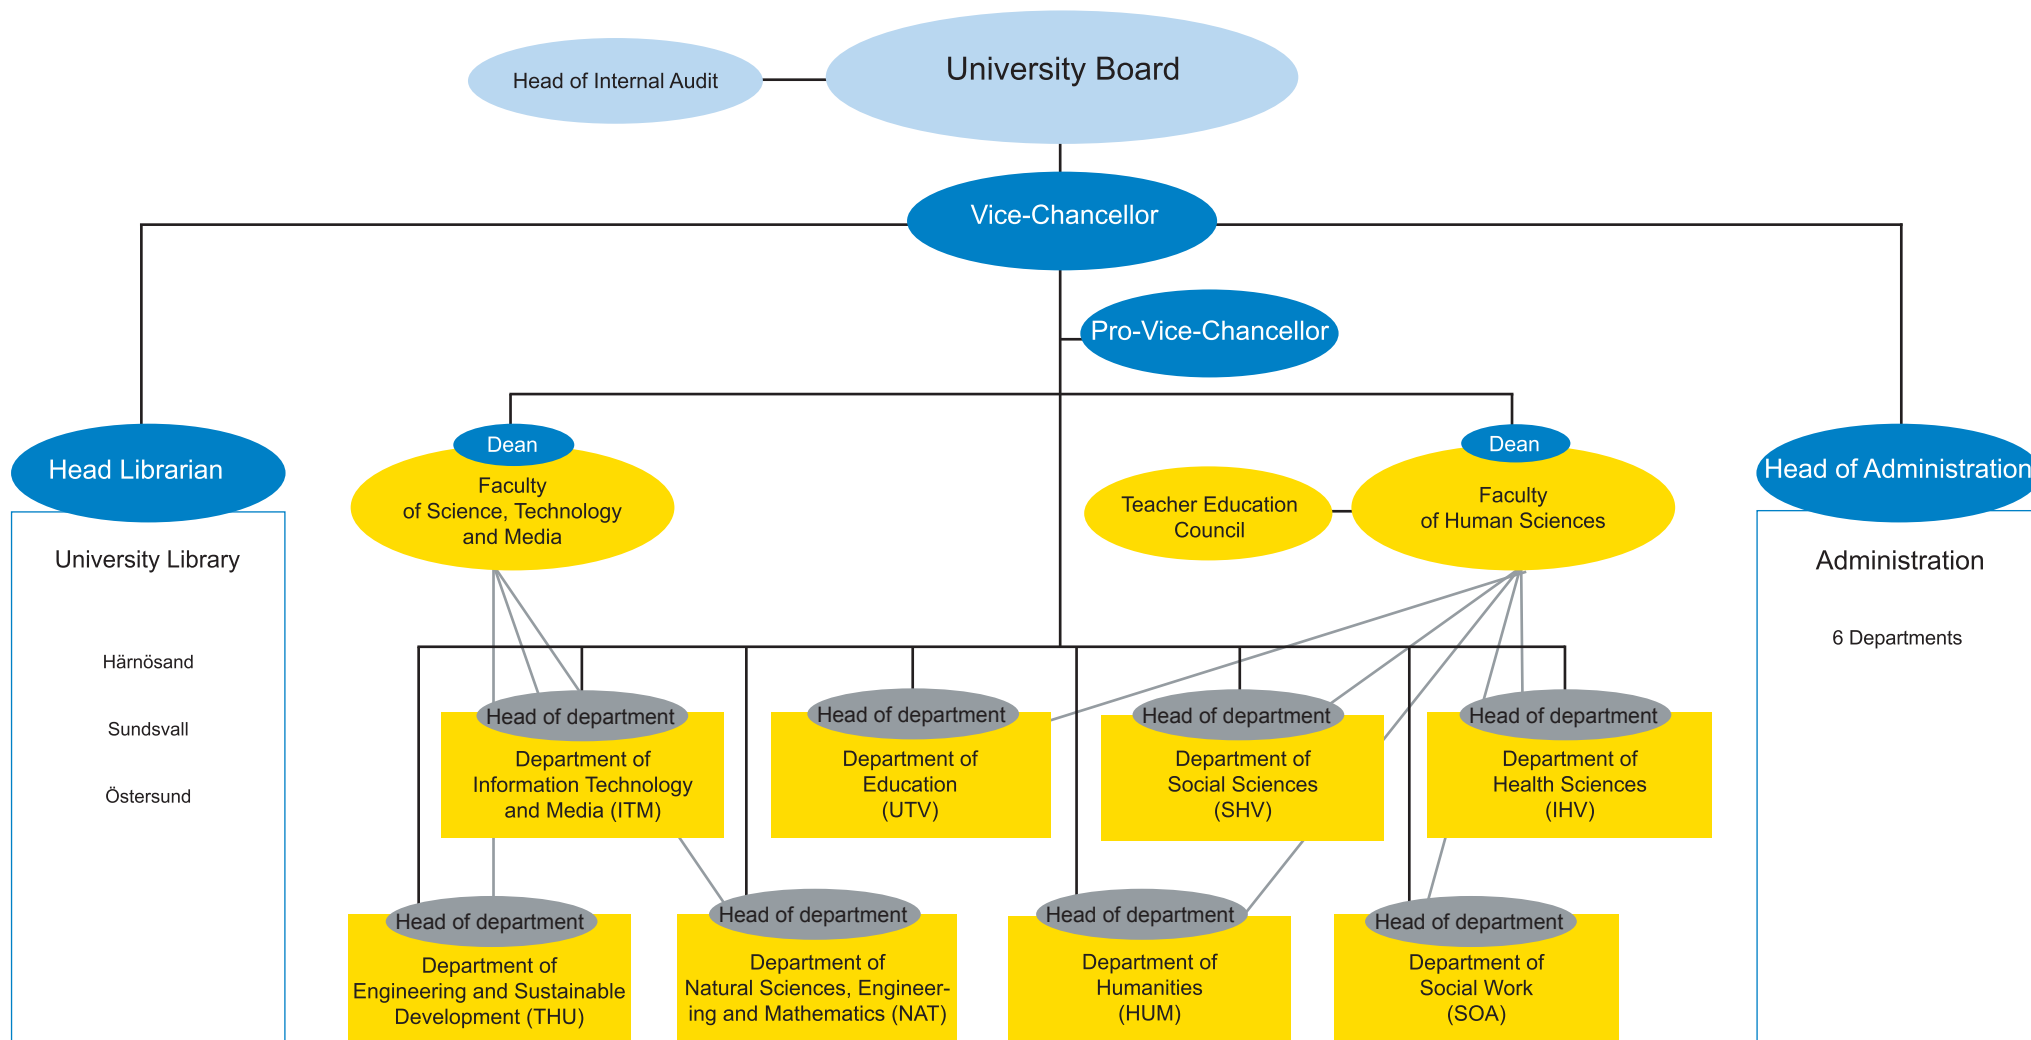 Head of Internal Audit
University Board
Vice-Chancellor
Pro-Vice-Chancellor
Head Librarian
University Library
Härnösand
Sundsvall
Östersund
Dean
Faculty
of Science, Technology
and Media
Teacher Education
Council
Dean
Faculty
of Human Sciences
Head of Administration
Administration
6 Departments
Head of department
Department of
Information Technology
and Media (ITM)
Head of department
Department of
Education
(UTV)
Head of department
Department of
Social Sciences
(SHV)
Head of department
Department of
Health Sciences
(IHV)
Head of department
Department of
Engineering and Sustainable
Development (THU)
Head of department
Department of
Natural Sciences, Engineer-
ing and Mathematics (NAT)
Head of department
Department of
Humanities
(HUM)
Head of department
Department of
Social Work
(SOA)